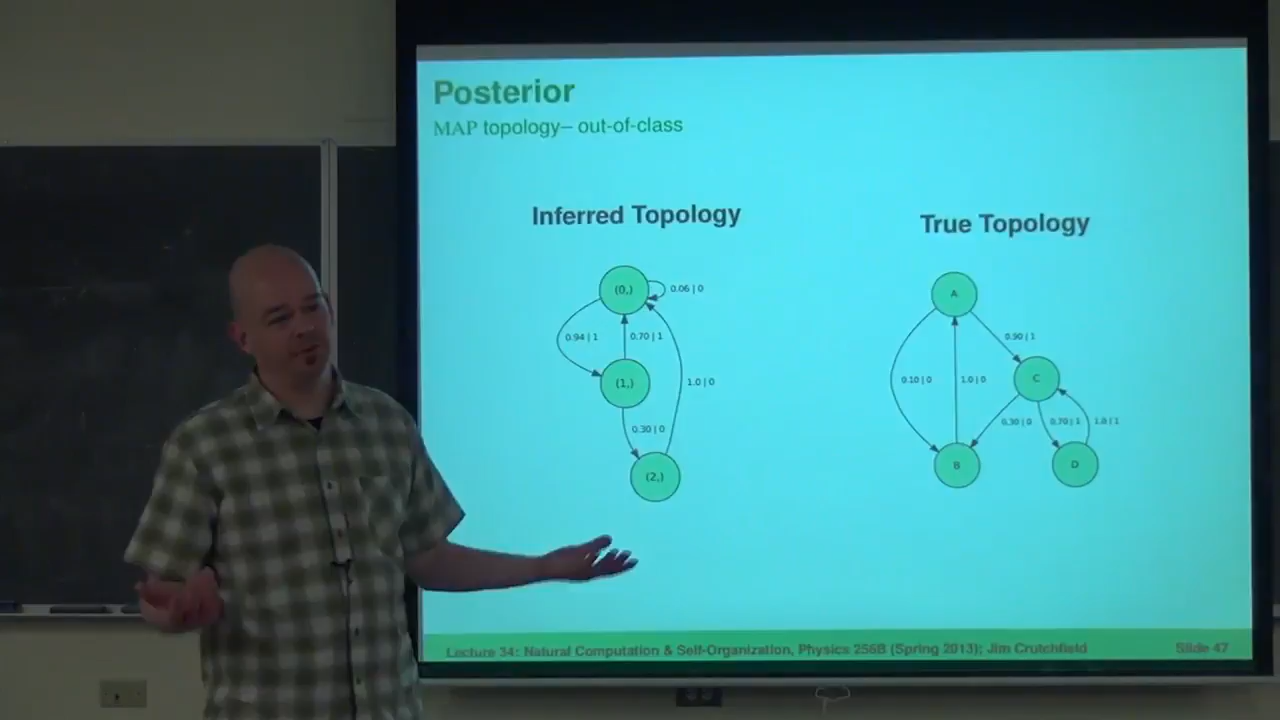 Posterior
MAP topology– out-of-class
Inferred Topology
True Topology
(0,)
0.06 | 0
0.94 | 1
0.70 | 1
(1,)
1.0 | 0
0.30 | 0
(2,)
A
0.90 | 1
0.10 | 0
1.0 | 0
C
0.30 | 0
0.70 | 1
1.0 | 1
B
D
Lecture 34: Natural Computation & Self-Organization, Physics 256B (Spring 2013); Jim Crutchfield
Slide 47